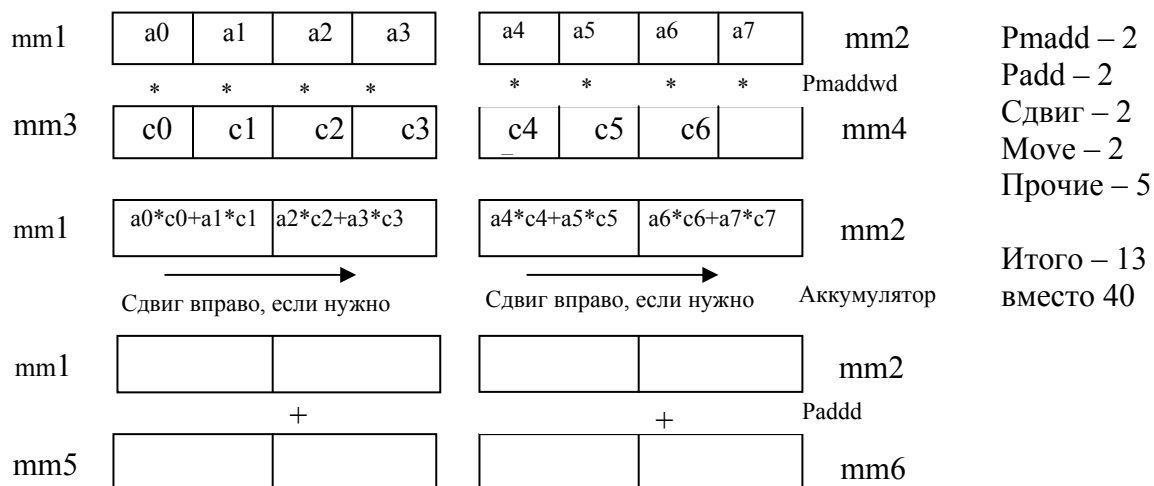 mm1 a0 a1 a2 a3 a4 a5 a6 a7 mm2 Pmadd – 2
* * * * * * * * Pmaddwd Padd – 2
mm3 c0 c1 c2 c3 c4 c5 c6 mm4 Сдвиг – 2
Move – 2
Прочие – 5
mm1 a0*c0+a1*c1 a2*c2+a3*c3 a4*c4+a5*c5 a6*c6+a7*c7 mm2
Итого – 13
Сдвиг вправо, если нужно Сдвиг вправо, если нужно Аккумулятор вместо 40
mm1 mm2
+ + Paddd
mm5 mm6